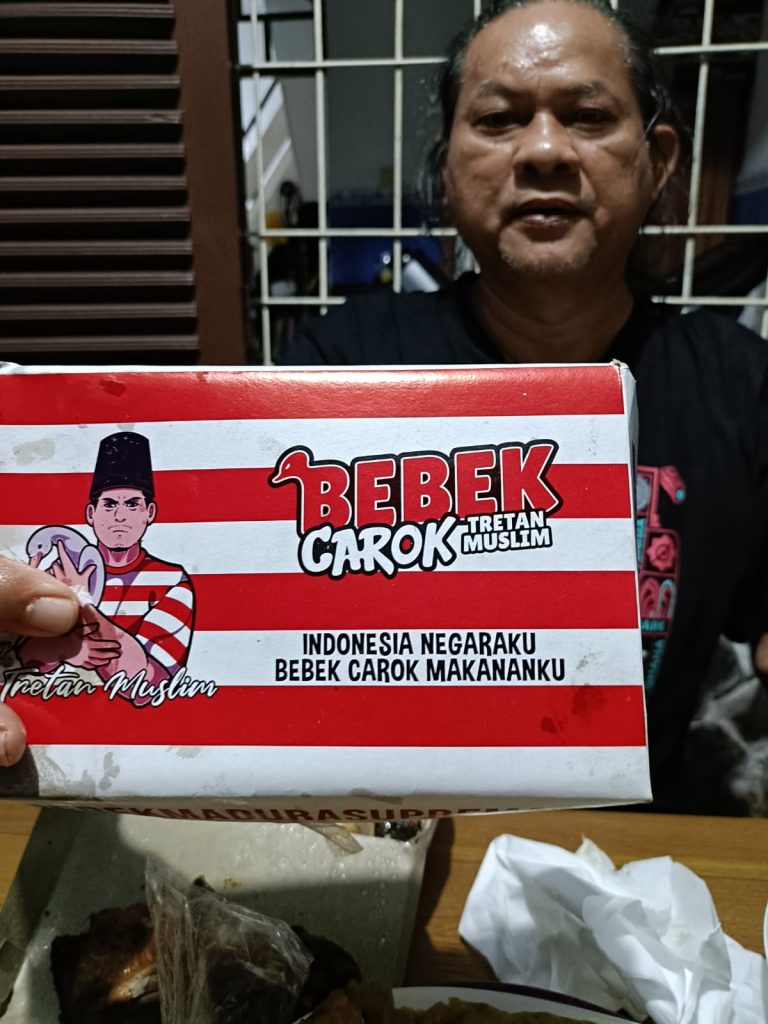 BEBEK
CAROK
TRETAN
MUSLIM
INDONESIA NEGARAKU
BEBEK CAROK MAKANANKU
Tretan Muslim